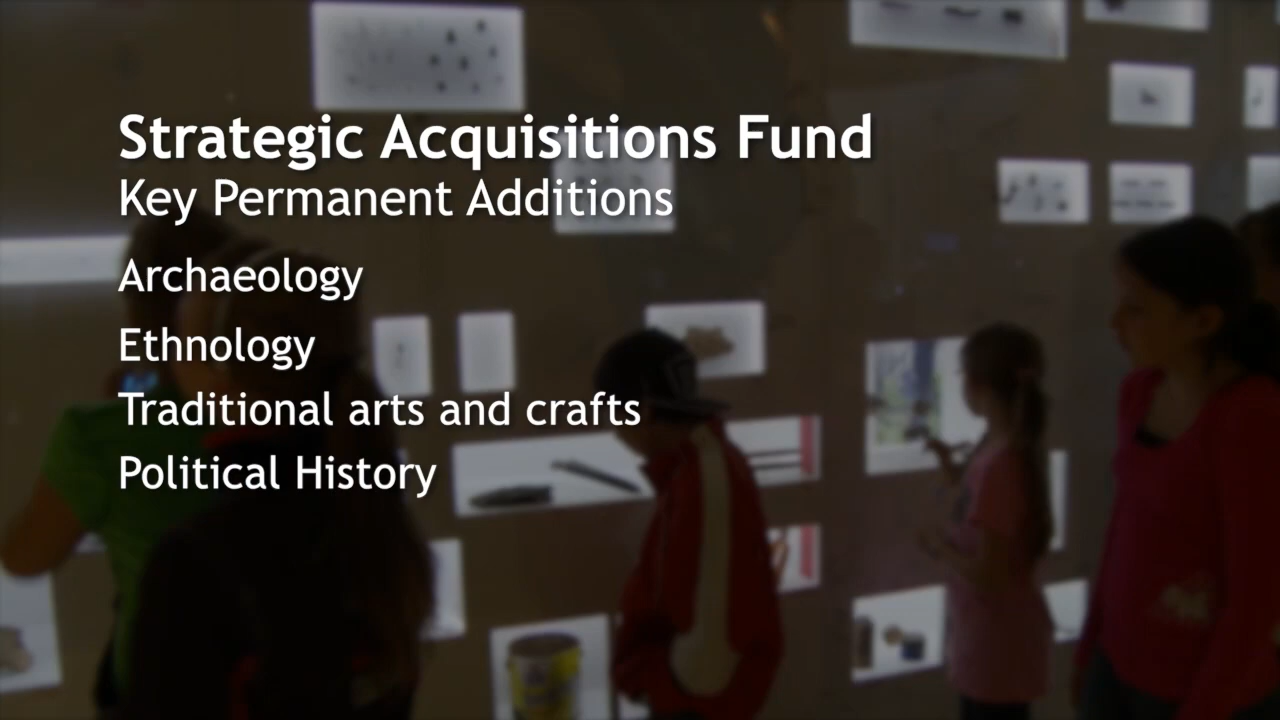 Strategic Acquisitions Fund
Key Permanent Additions
Archaeology
Ethnology
Traditional arts and crafts
Political History